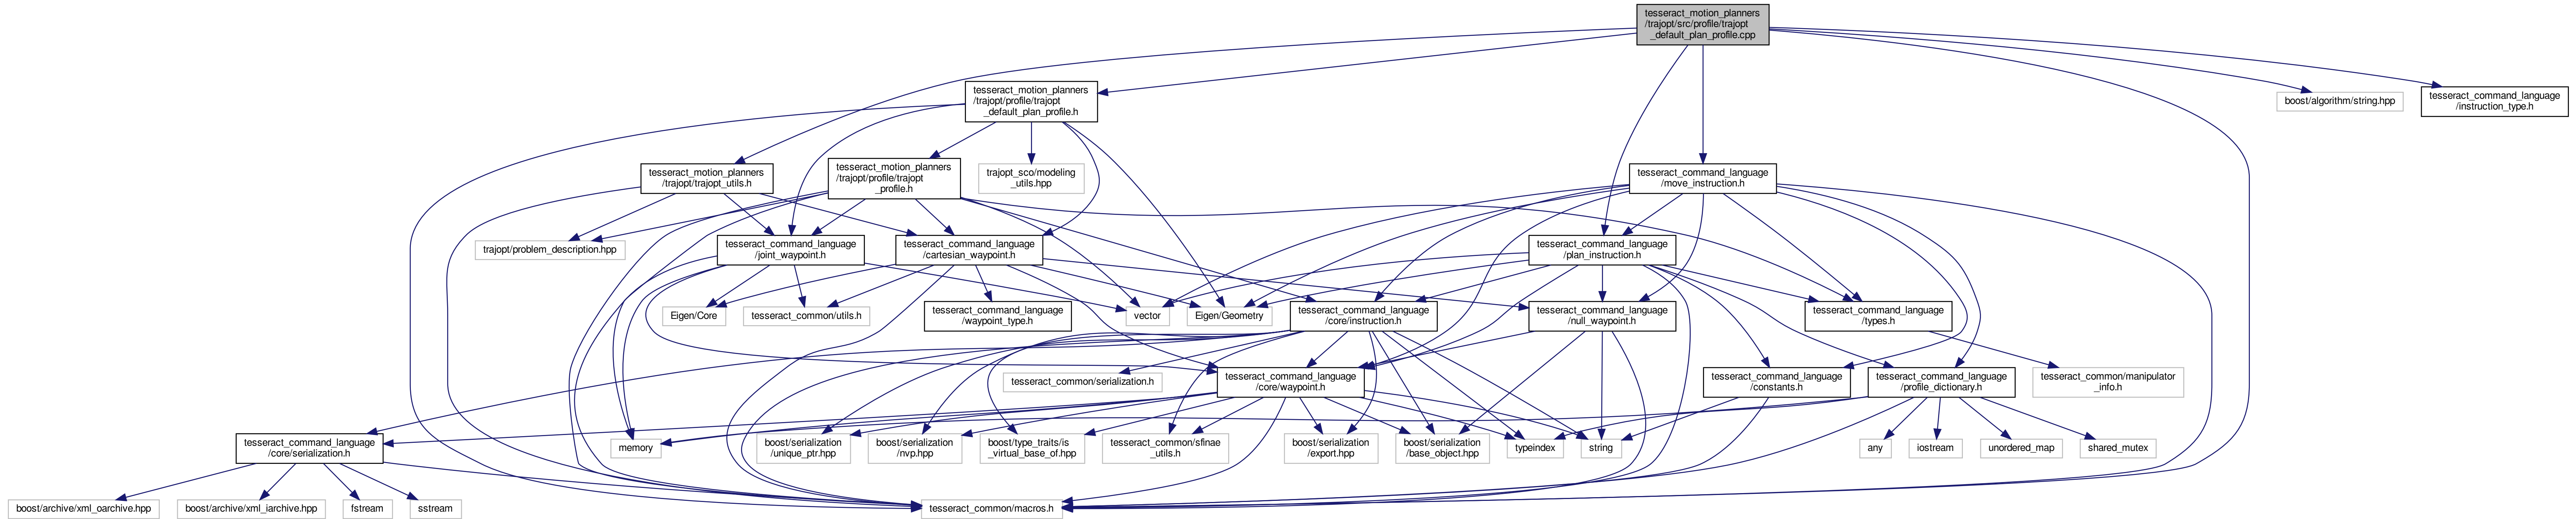 tesseract_motion_planners
/trajopt/src/profile/trajopt
_default_plan_profile.cpp
tesseract_motion_planners
/trajopt/profile/trajopt
_default_plan_profile.h
boost/algorithm/string.hpp
tesseract_command_language
/instruction_type.h
tesseract_motion_planners
/trajopt/trajopt_utils.h
tesseract_motion_planners
/trajopt/profile/trajopt
_profile.h
trajopt_sco/modeling
_utils.hpp
tesseract_command_language
/move_instruction.h
trajopt/problem_description.hpp
tesseract_command_language
/joint_waypoint.h
tesseract_command_language
/cartesian_waypoint.h
tesseract_command_language
/plan_instruction.h
Eigen/Core
tesseract_common/utils.h
tesseract_command_language
/waypoint_type.h
vector
Eigen/Geometry
tesseract_command_language
/core/instruction.h
tesseract_command_language
/null_waypoint.h
tesseract_command_language
/types.h
tesseract_common/serialization.h
tesseract_command_language
/core/waypoint.h
tesseract_command_language
/constants.h
tesseract_command_language
/profile_dictionary.h
tesseract_common/manipulator
_info.h
tesseract_command_language
/core/serialization.h
memory
boost/serialization
/unique_ptr.hpp
boost/serialization
/nvp.hpp
boost/type_traits/is
_virtual_base_of.hpp
tesseract_common/sfinae
_utils.h
boost/serialization
/export.hpp
boost/serialization
/base_object.hpp
typeindex
string
any
iostream
unordered_map
shared_mutex
boost/archive/xml_oarchive.hpp
boost/archive/xml_iarchive.hpp
fstream
sstream
tesseract_common/macros.h